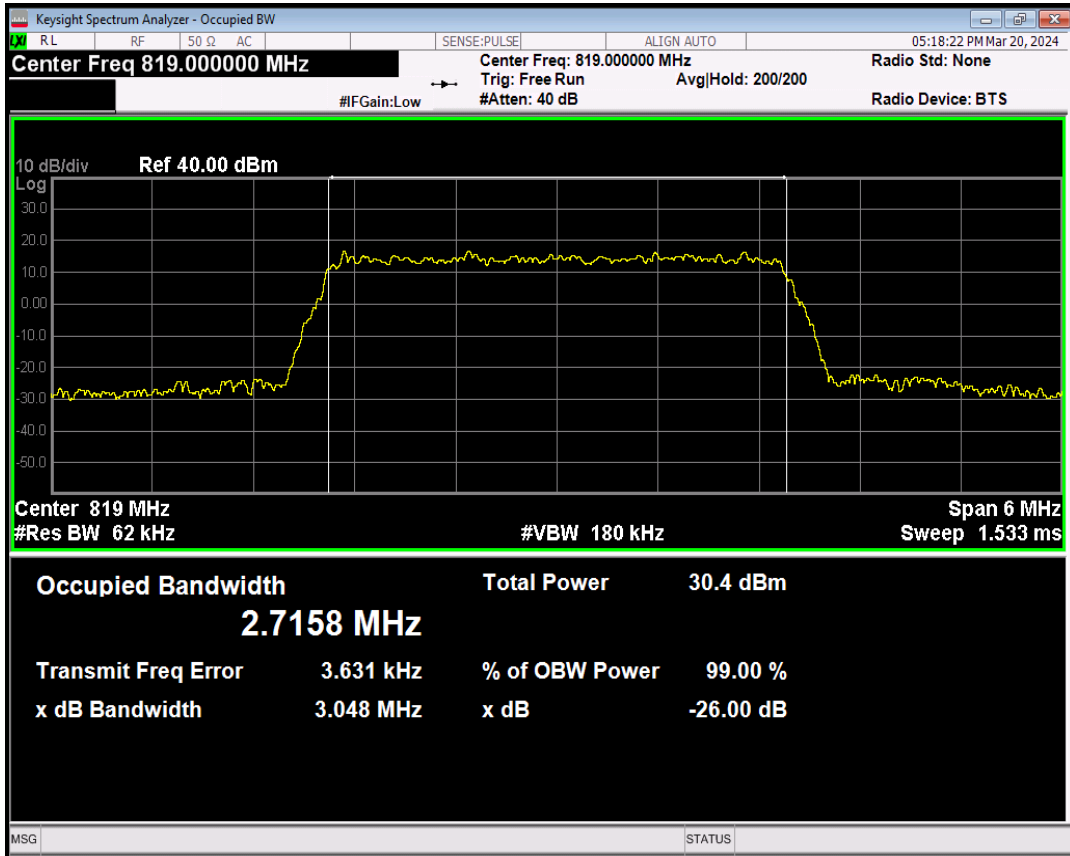 Keysight Spectrum Analyzer - Occupied BW
LXI RL RF 50 Ω AC SENSE:PULSE ALIGN AUTO 05:18:22 PM Mar 20, 2024
Center Freq 819.000000 MHz Center Freq: 819.000000 MHz Radio Std: None
Trig: Free Run Avg|Hold: 200/200
#IFGain:Low #Atten: 40 dB Radio Device: BTS
10 dB/div Ref 40.00 dBm
Log
30.0
20.0
10.0
0.00
-10.0
-20.0
-30.0
-40.0
-50.0
Center 819 MHz Span 6 MHz
#Res BW 62 kHz #VBW 180 kHz Sweep 1.533 ms
Occupied Bandwidth Total Power 30.4 dBm
2.7158 MHz
Transmit Freq Error 3.631 kHz % of OBW Power 99.00 %
x dB Bandwidth 3.048 MHz x dB -26.00 dB
MSG STATUS